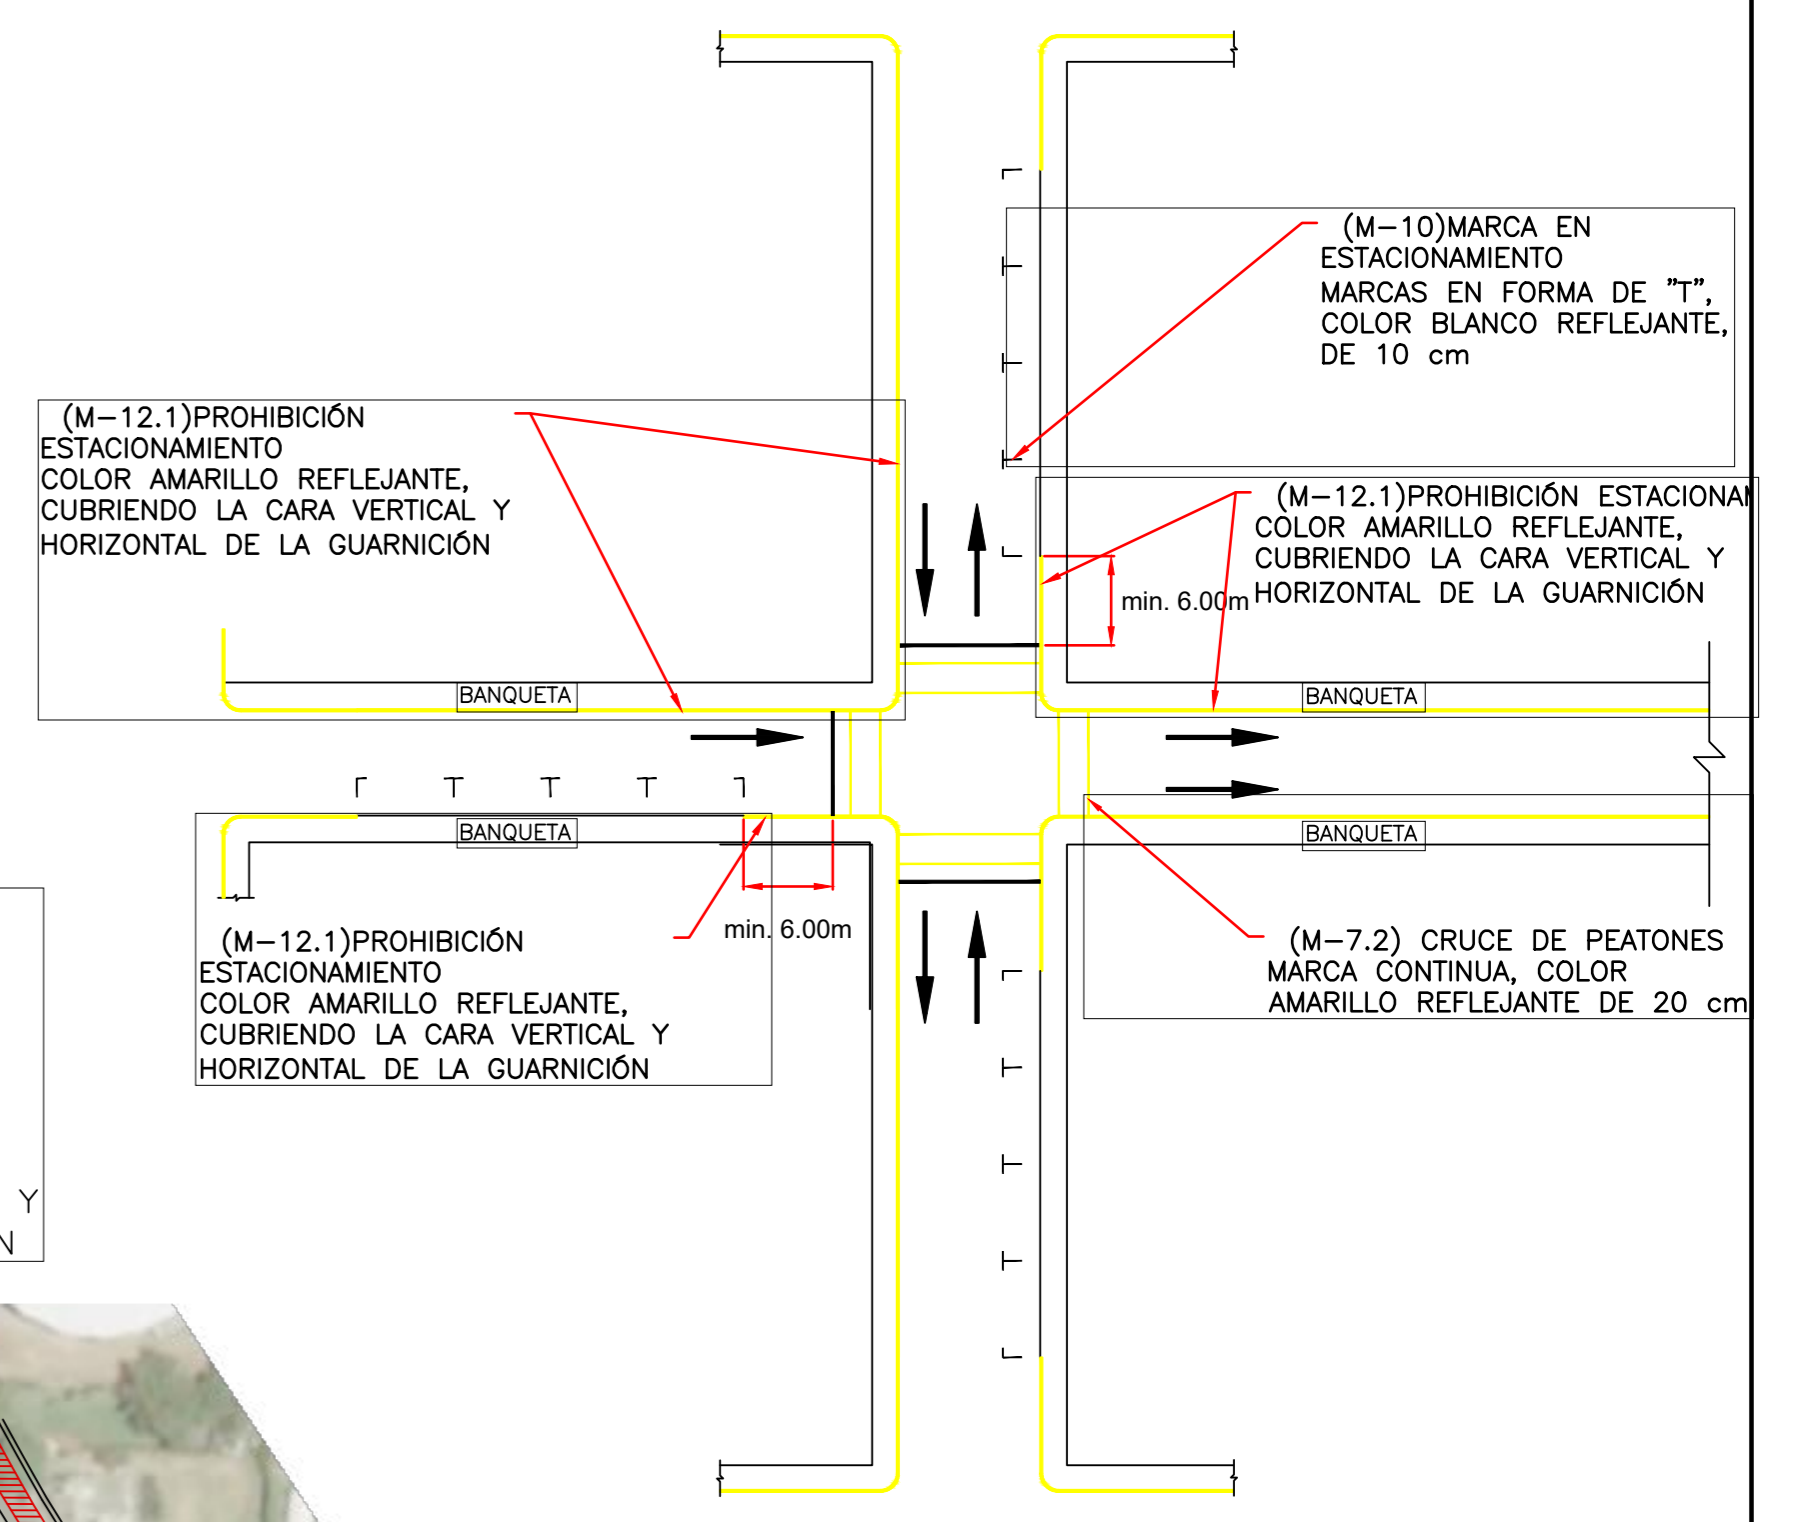 (M-10)MARCA EN
ESTACIONAMIENTO
MARCAS EN FORMA DE "T",
COLOR BLANCO REFLEJANTE,
DE 10 cm
(M-12.1)PROHIBICIÓN
ESTACIONAMIENTO
COLOR AMARILLO REFLEJANTE,
CUBRIENDO LA CARA VERTICAL Y
HORIZONTAL DE LA GUARNICIÓN
(M-12.1)PROHIBICIÓN ESTACIONA
COLOR AMARILLO REFLEJANTE,
CUBRIENDO LA CARA VERTICAL Y
HORIZONTAL DE LA GUARNICIÓN
min. 6.00m
BANQUETA
BANQUETA
BANQUETA
BANQUETA
min. 6.00m
(M-12.1)PROHIBICIÓN
ESTACIONAMIENTO
COLOR AMARILLO REFLEJANTE,
CUBRIENDO LA CARA VERTICAL Y
HORIZONTAL DE LA GUARNICIÓN
(M-7.2) CRUCE DE PEATONES
MARCA CONTINUA, COLOR
AMARILLO REFLEJANTE DE 20 cm
Y
N